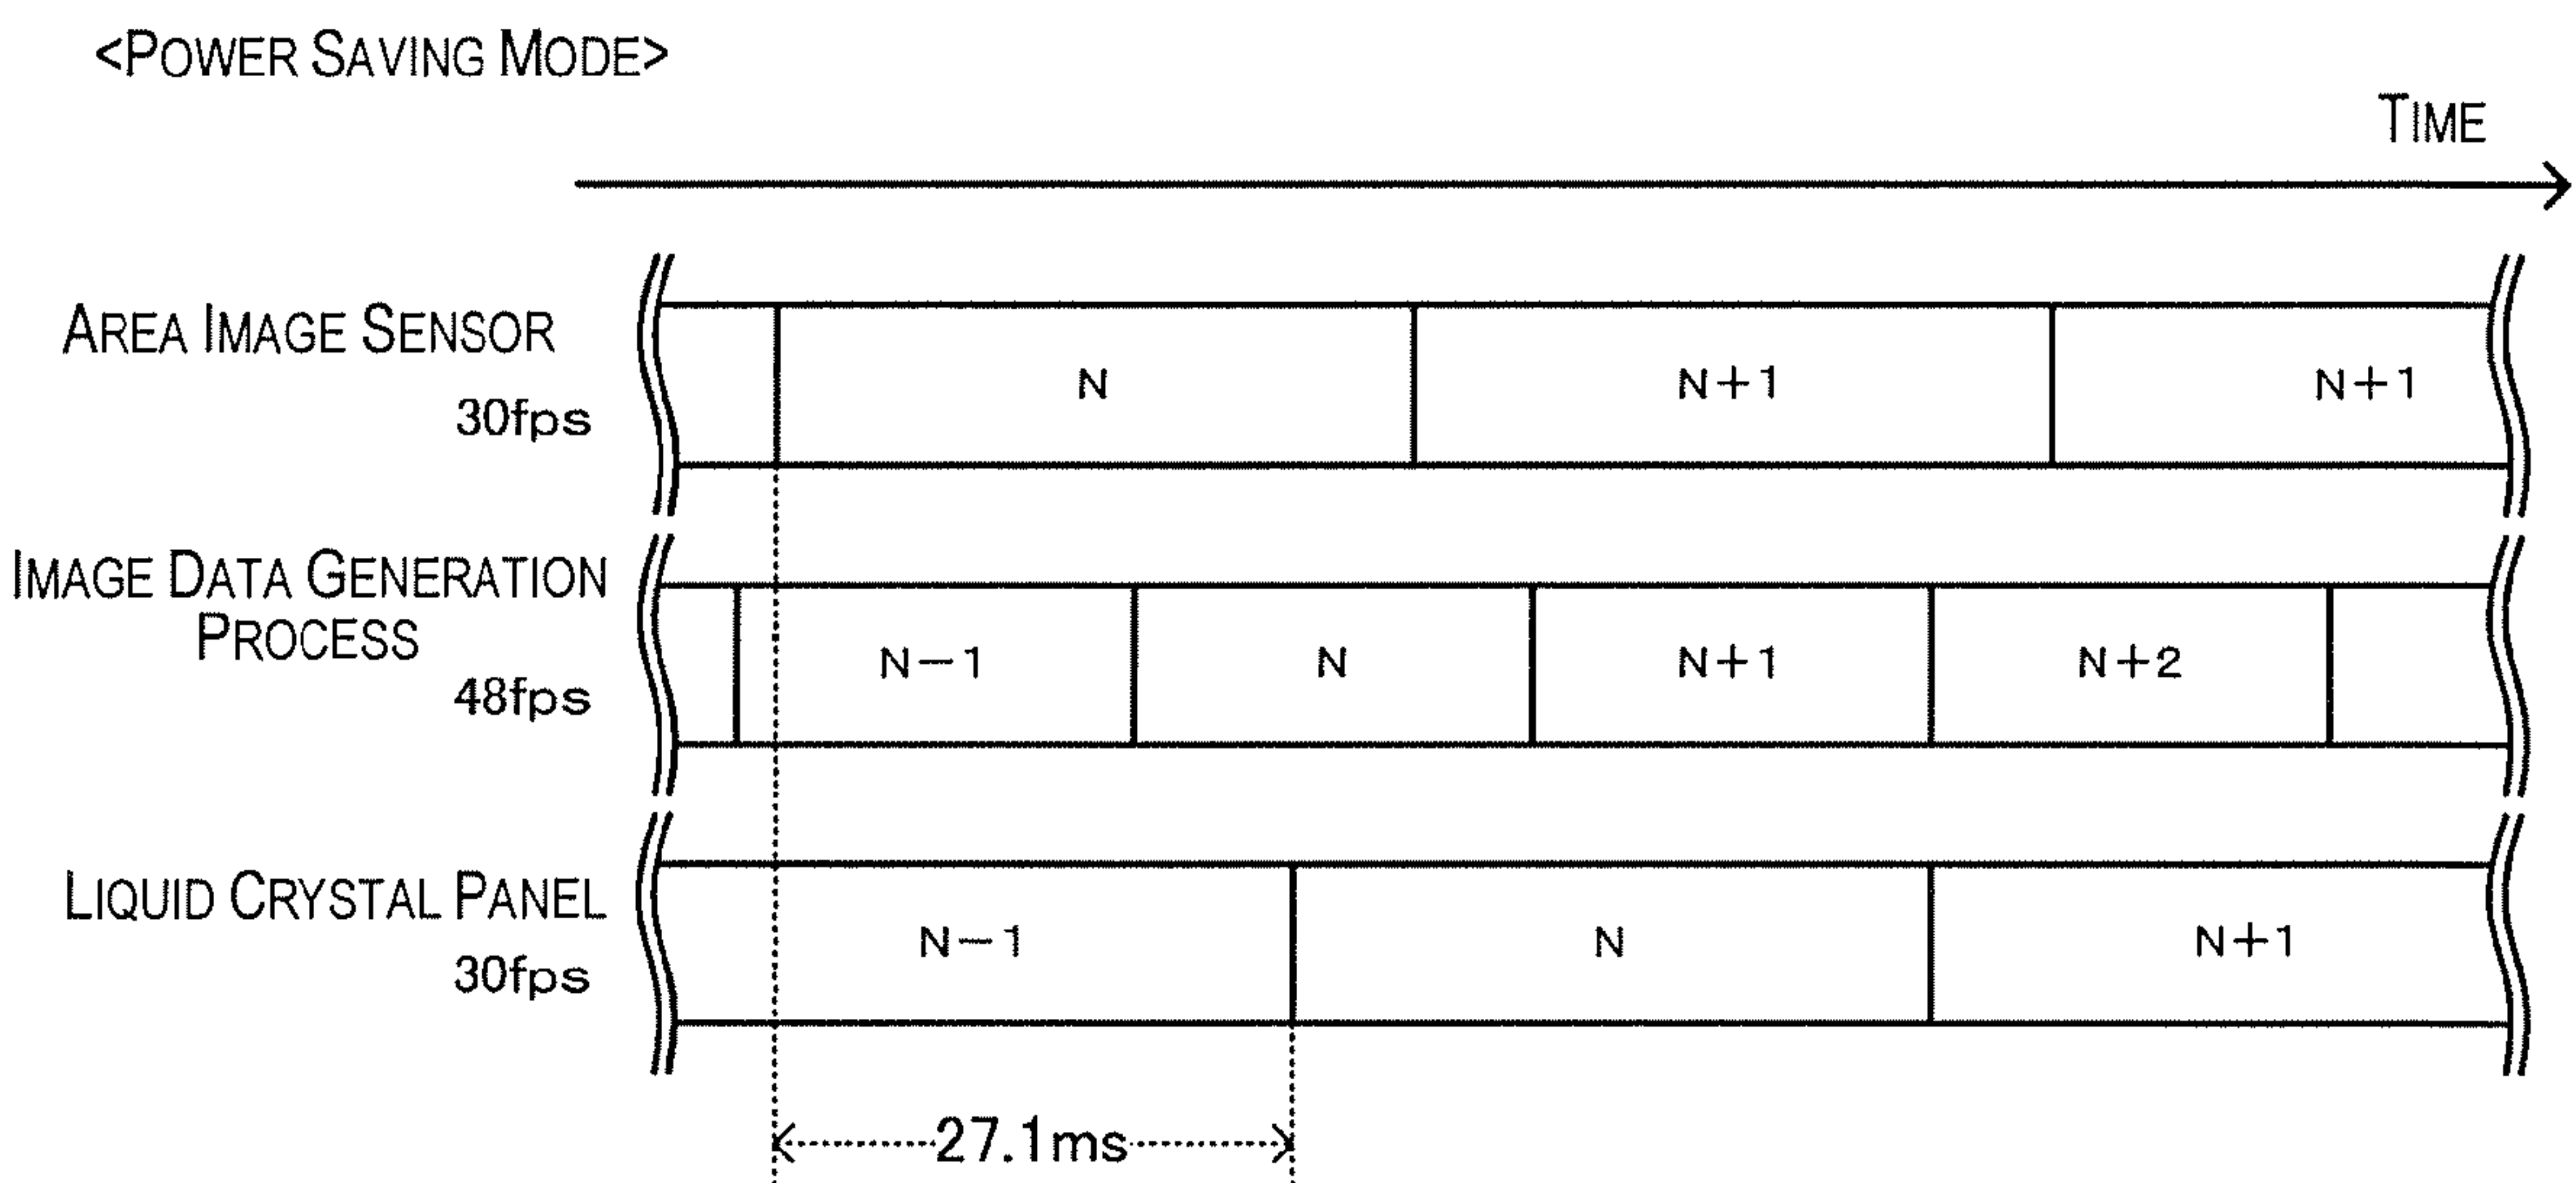 <POWER SAVING MODE>
TIME
AREA IMAGE SENSOR
30fps
N
N+1
N+1
IMAGE DATA GENERATION
PROCESS
48fps
N-1
N
N+1
N+2
LIQUID CRYSTAL PANEL
30fps
N-1
N
N+1
27.1ms